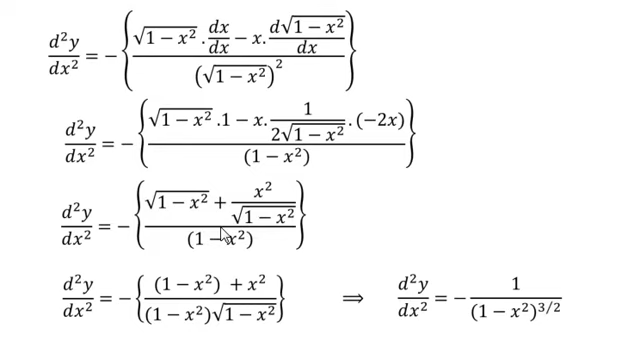 d²y/dx² = −{(√(1 − x²) . dx/dx − x. d√(1 − x²)/dx) / (√(1 − x²))²}
d²y/dx² = −{(√(1 − x²) .1 − x. 1/(2√(1 − x²)) . (−2x)) / (1 − x²)}
d²y/dx² = −{(√(1 − x²) + x²/√(1 − x²)) / (1 − x²)}
d²y/dx² = −{((1 − x²) + x²) / ((1 − x²)√(1 − x²))} ⟹ d²y/dx² = − 1/(1 − x²)^(3/2)